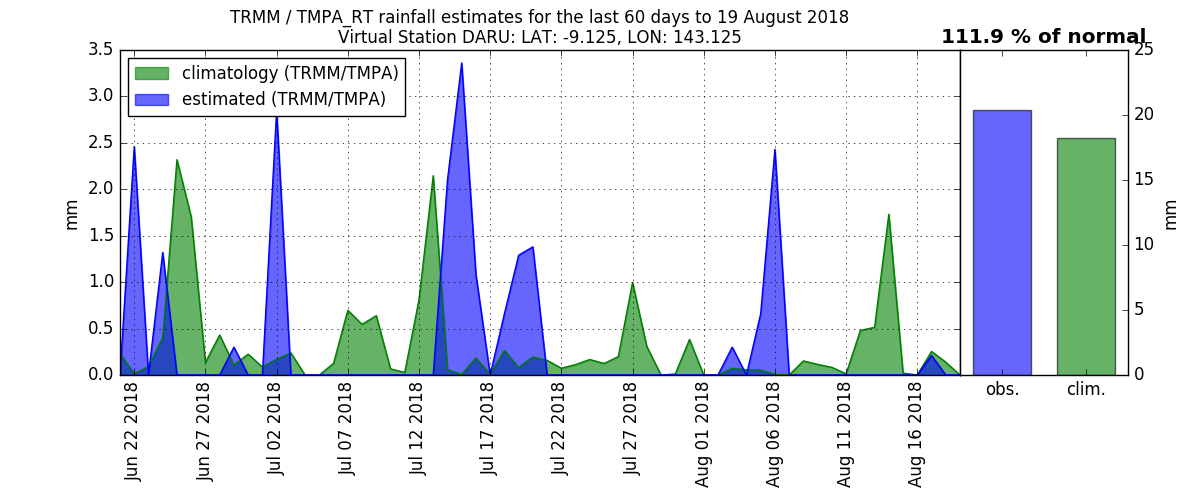 TRMM / TMPA_RT rainfall estimates for the last 60 days to 19 August 2018
Virtual Station DARU: LAT: -9.125, LON: 143.125
111.9 % of normal
climatology (TRMM/TMPA)
estimated (TRMM/TMPA)
3.5
3.0
2.5
2.0
1.5
1.0
0.5
0.0
mm
Jun 22 2018
Jun 27 2018
Jul 02 2018
Jul 07 2018
Jul 12 2018
Jul 17 2018
Jul 22 2018
Jul 27 2018
Aug 01 2018
Aug 06 2018
Aug 11 2018
Aug 16 2018
obs.
clim.
25
20
15
10
5
0
mm